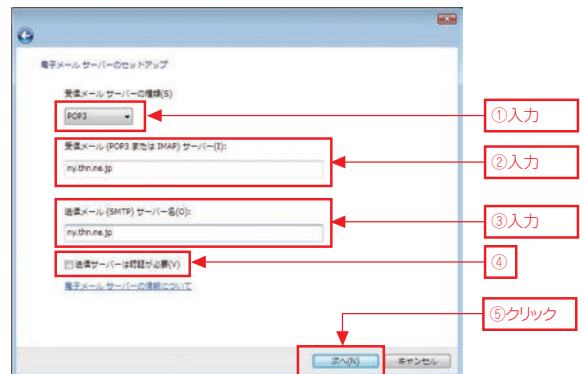 電子メール サーバーのセットアップ
受信メール サーバーの種類(S)
POP3
①入力
受信メール (POP3 または IMAP) サーバー(I):
ny.thn.ne.jp
②入力
送信メール (SMTP) サーバー名(O):
ny.thn.ne.jp
③入力
送信サーバーは認証が必要(V)
④
電子メール サーバーの情報について
⑤クリック
次へ(N)
キャンセル